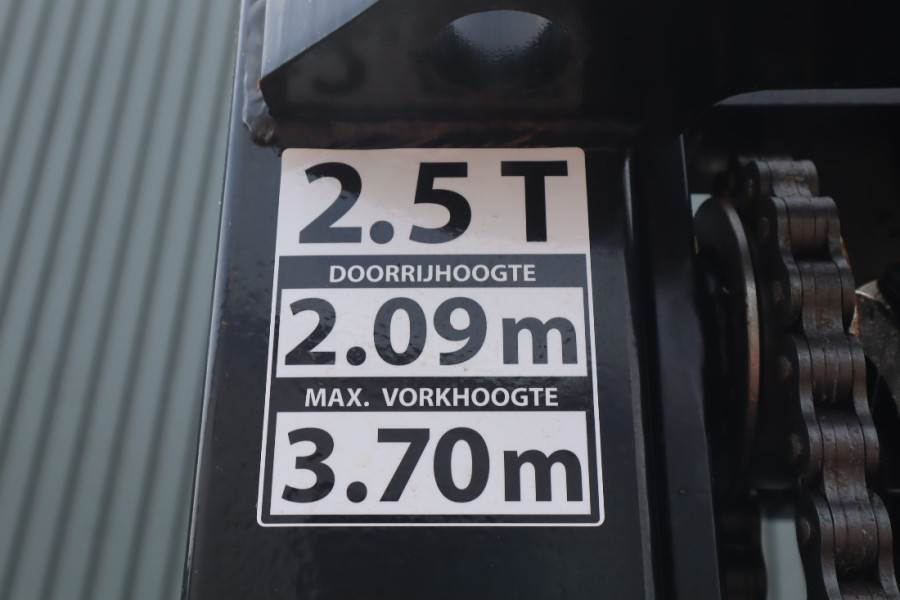 2.5 T
DOORRIJHOOGTE
2.09 m
MAX. VORKHOOGTE
3.70 m